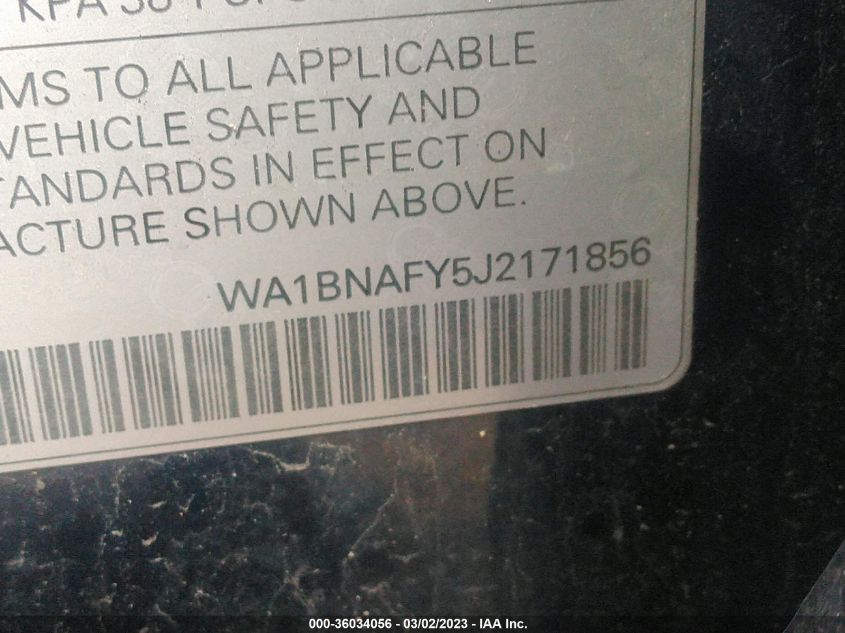 KPA
MS TO ALL APPLICABLE
VEHICLE SAFETY AND
TANDARDS IN EFFECT ON
ACTURE SHOWN ABOVE.
WA1BNAFY5J2171856
000-36034056 - 03/02/2023 - IAA Inc.